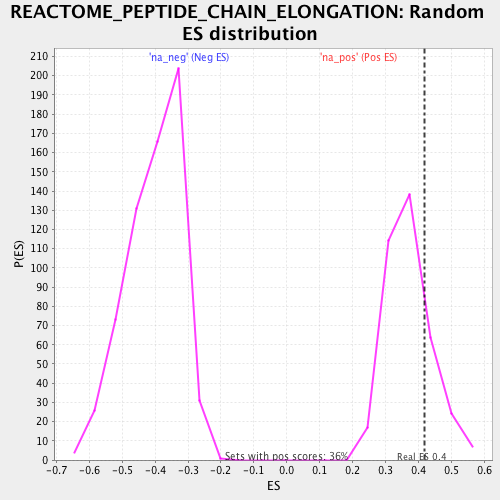 REACTOME_PEPTIDE_CHAIN_ELONGATION: Random
ES distribution
'na_neg' (Neg ES)
'na_pos' (Pos ES)
P(ES)
210
200
190
180
170
160
150
140
130
120
110
100
90
80
70
60
50
40
30
20
10
0
Sets with pos scores: 36%
Real ES 0.4
-0.7 -0.6 -0.5 -0.4 -0.3 -0.2 -0.1 0.0 0.1 0.2 0.3 0.4 0.5 0.6
ES